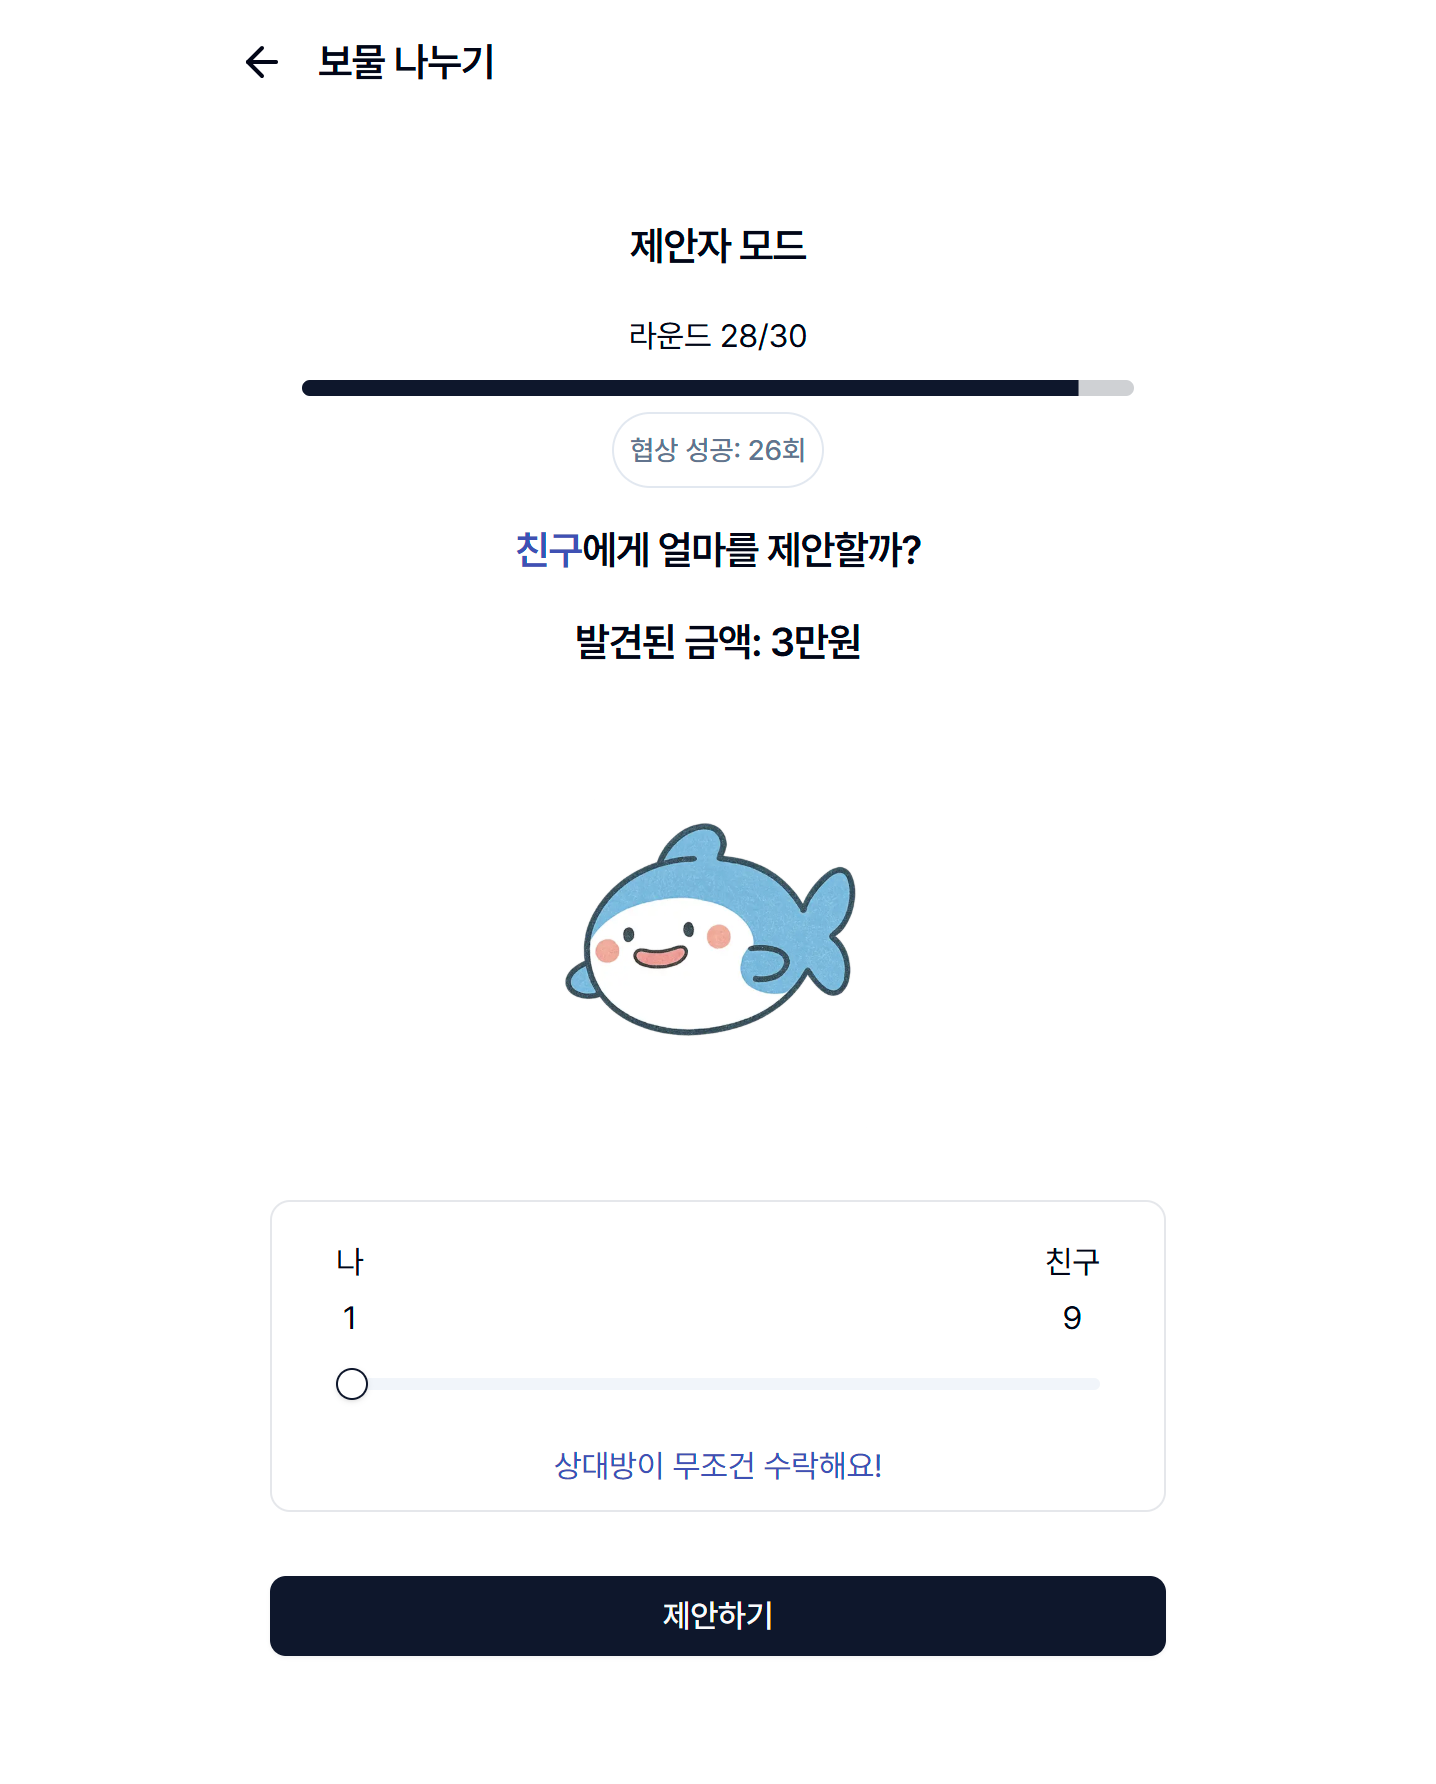 보물 나누기
제안자 모드
라운드 28/30
협상 성공: 26회
친구에게 얼마를 제안할까?
발견된 금액: 3만원
나 친구
1 9
상대방이 무조건 수락해요!
제안하기